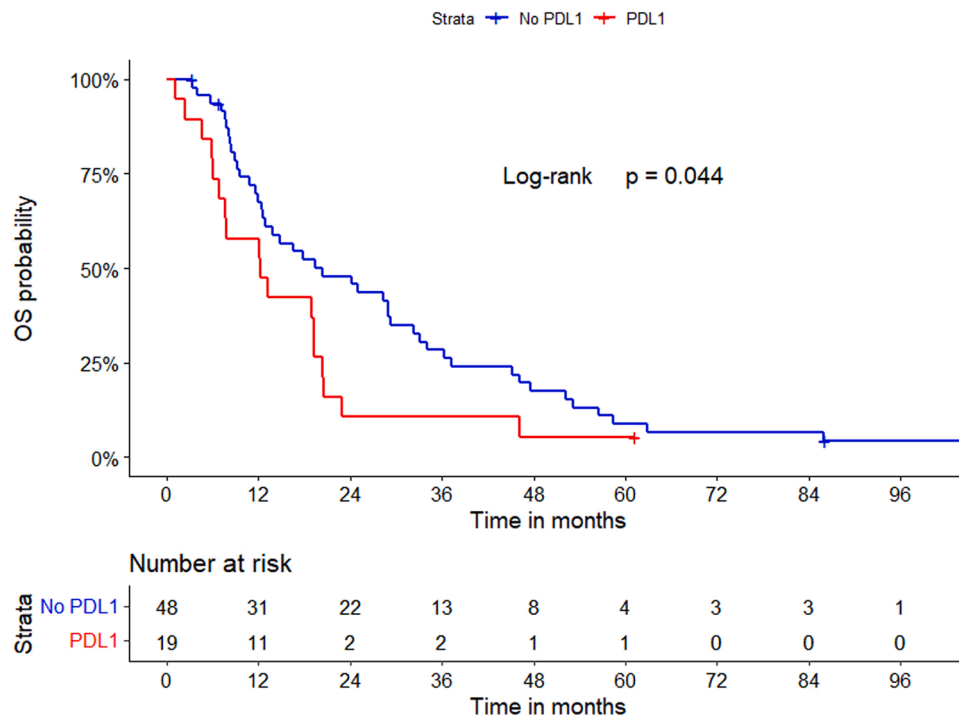 Strata No PDL1 PDL1
100%
75%
50%
25%
0%
OS probability
Log-rank p = 0.044
0 12 24 36 48 60 72 84 96
Time in months
Number at risk
Strata
No PDL1 48 31 22 13 8 4 3 3 1
PDL1 19 11 2 2 1 1 0 0 0
0 12 24 36 48 60 72 84 96
Time in months